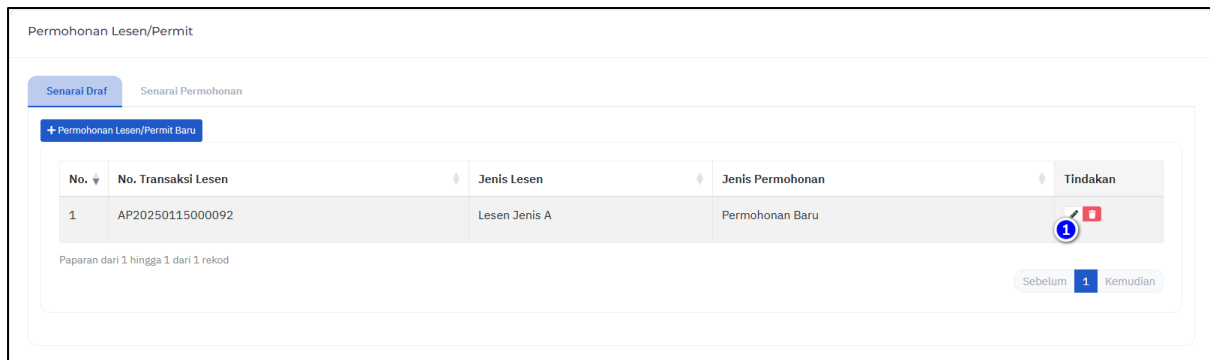 Permohonan Lesen/Permit
Senarai Draf Senarai Permohonan
+ Permohonan Lesen/Permit Baru
No. No. Transaksi Lesen Jenis Lesen Jenis Permohonan Tindakan
1 AP20250115000092 Lesen Jenis A Permohonan Baru
1
Paparan dari 1 hingga 1 dari 1 rekod
Sebelum 1 Kemudian